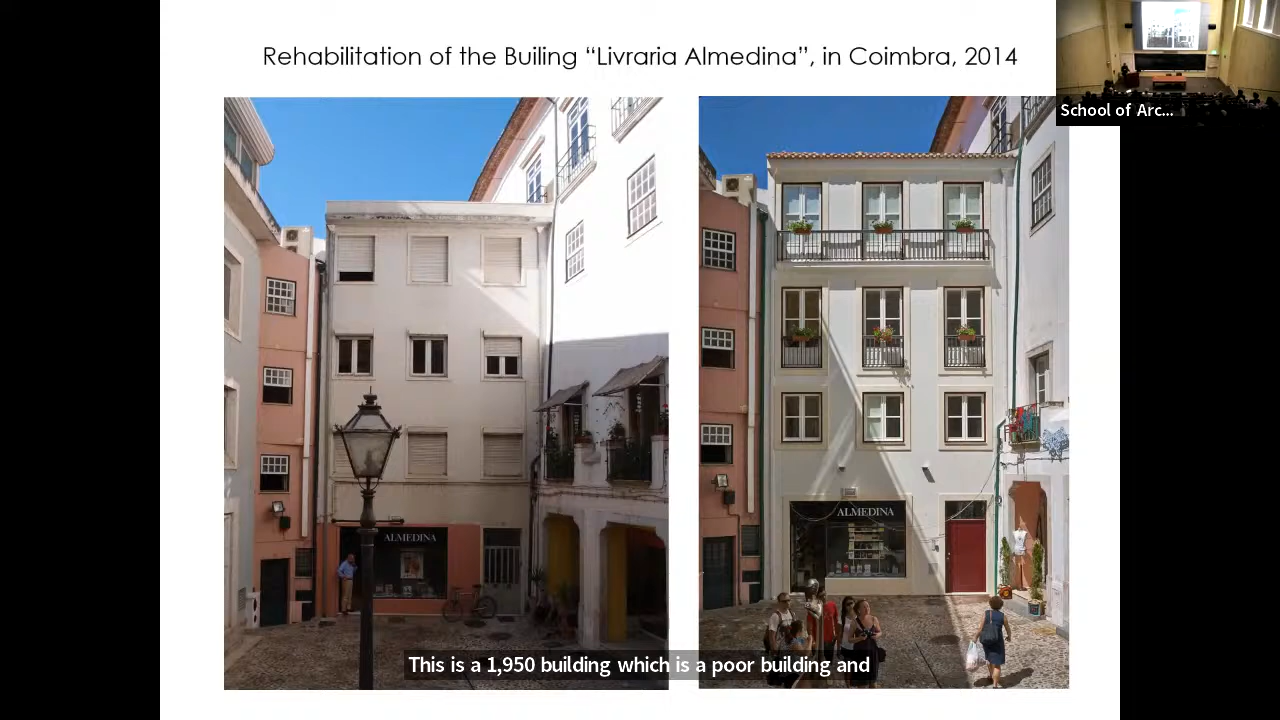 Rehabilitation of the Builing “Livraria Almedina”, in Coimbra, 2014
School of Arc...
ALMEDINA
ALMEDINA
This is a 1,950 building which is a poor building and